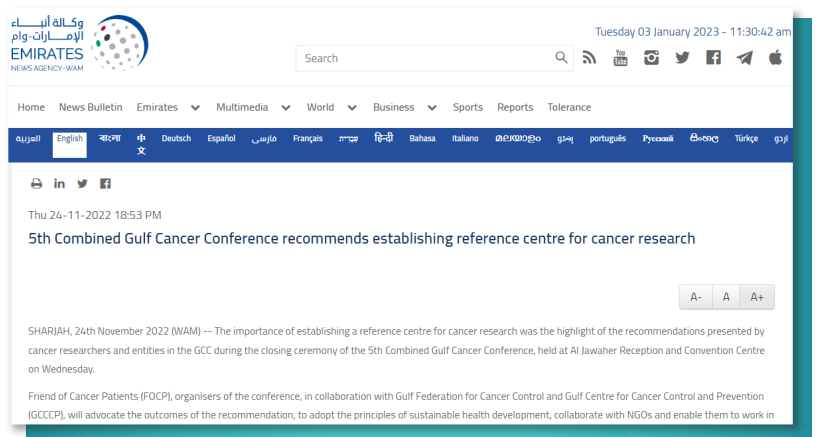 وكـالة أنبـــــاء
الإمــــارات-وام
EMIRATES
NEWS AGENCY-WAM
Tuesday 03 January 2023 - 11:30:42 am
Search
You
Tube
Home News Bulletin Emirates Multimedia World Business Sports Reports Tolerance
العربية English বাংলা 中文 Deutsch Español فارسی Français עברית हिन्दी Bahasa Italiano മലയാളം پښتو português Русский සිංහල Türkçe اردو
Thu 24-11-2022 18:53 PM
5th Combined Gulf Cancer Conference recommends establishing reference centre for cancer research
A- A A+
SHARJAH, 24th November 2022 (WAM) -- The importance of establishing a reference centre for cancer research was the highlight of the recommendations presented by
cancer researchers and entities in the GCC during the closing ceremony of the 5th Combined Gulf Cancer Conference, held at Al Jawaher Reception and Convention Centre
on Wednesday.
Friend of Cancer Patients (FOCP), organisers of the conference, in collaboration with Gulf Federation for Cancer Control and Gulf Centre for Cancer Control and Prevention
(GCCCP), will advocate the outcomes of the recommendation, to adopt the principles of sustainable health development, collaborate with NGOs and enable them to work in